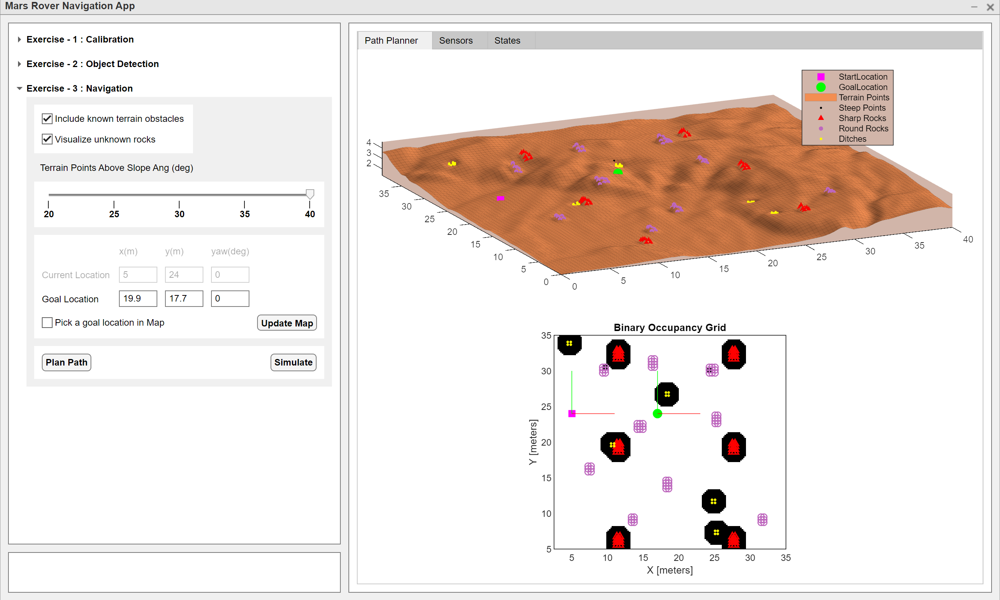 Mars Rover Navigation App
Exercise - 1 : Calibration
Exercise - 2 : Object Detection
Exercise - 3 : Navigation
Include known terrain obstacles
Visualize unknown rocks
Terrain Points Above Slope Ang (deg)
20 25 30 35 40
x(m) y(m) yaw(deg)
Current Location 5 24 0
Goal Location 19.9 17.7 0
Pick a goal location in Map Update Map
Plan Path Simulate
Path Planner Sensors States
StartLocation
GoalLocation
Terrain Points
Steep Points
Sharp Rocks
Round Rocks
Ditches
4
3
2
35
30
25
20
15
10
5
0
0
5
10
15
20
25
30
35
40
Binary Occupancy Grid
35
30
25
20
15
10
5
Y [meters]
5 10 15 20 25 30 35
X [meters]